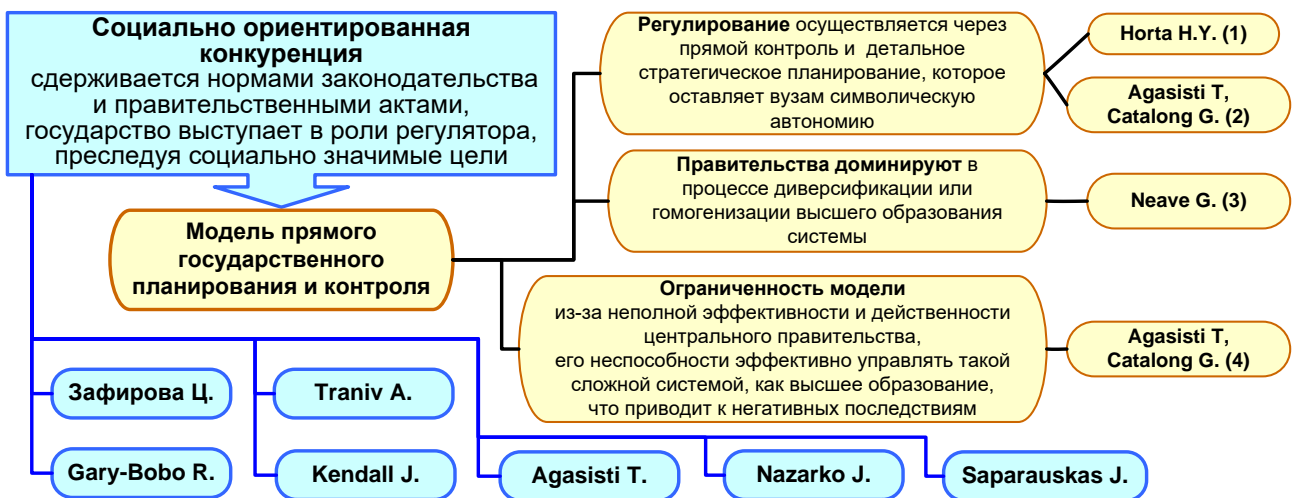 Социально ориентированная
конкуренция
сдерживается нормами законодательства
и правительственными актами,
государство выступает в роли регулятора,
преследуя социально значимые цели
Модель прямого
государственного
планирования и контроля
Регулирование осуществляется через
прямой контроль и детальное
стратегическое планирование, которое
оставляет вузам символическую
автономию
Horta H.Y. (1)
Agasisti T,
Catalong G. (2)
Правительства доминируют в
процессе диверсификации или
гомогенизации высшего образования
системы
Neave G. (3)
Ограниченность модели
из-за неполной эффективности и действенности
центрального правительства,
его неспособности эффективно управлять такой
сложной системой, как высшее образование,
что приводит к негативных последствиям
Agasisti T,
Catalong G. (4)
Зафирова Ц.
Traniv A.
Gary-Bobo R.
Kendall J.
Agasisti T.
Nazarko J.
Saparauskas J.